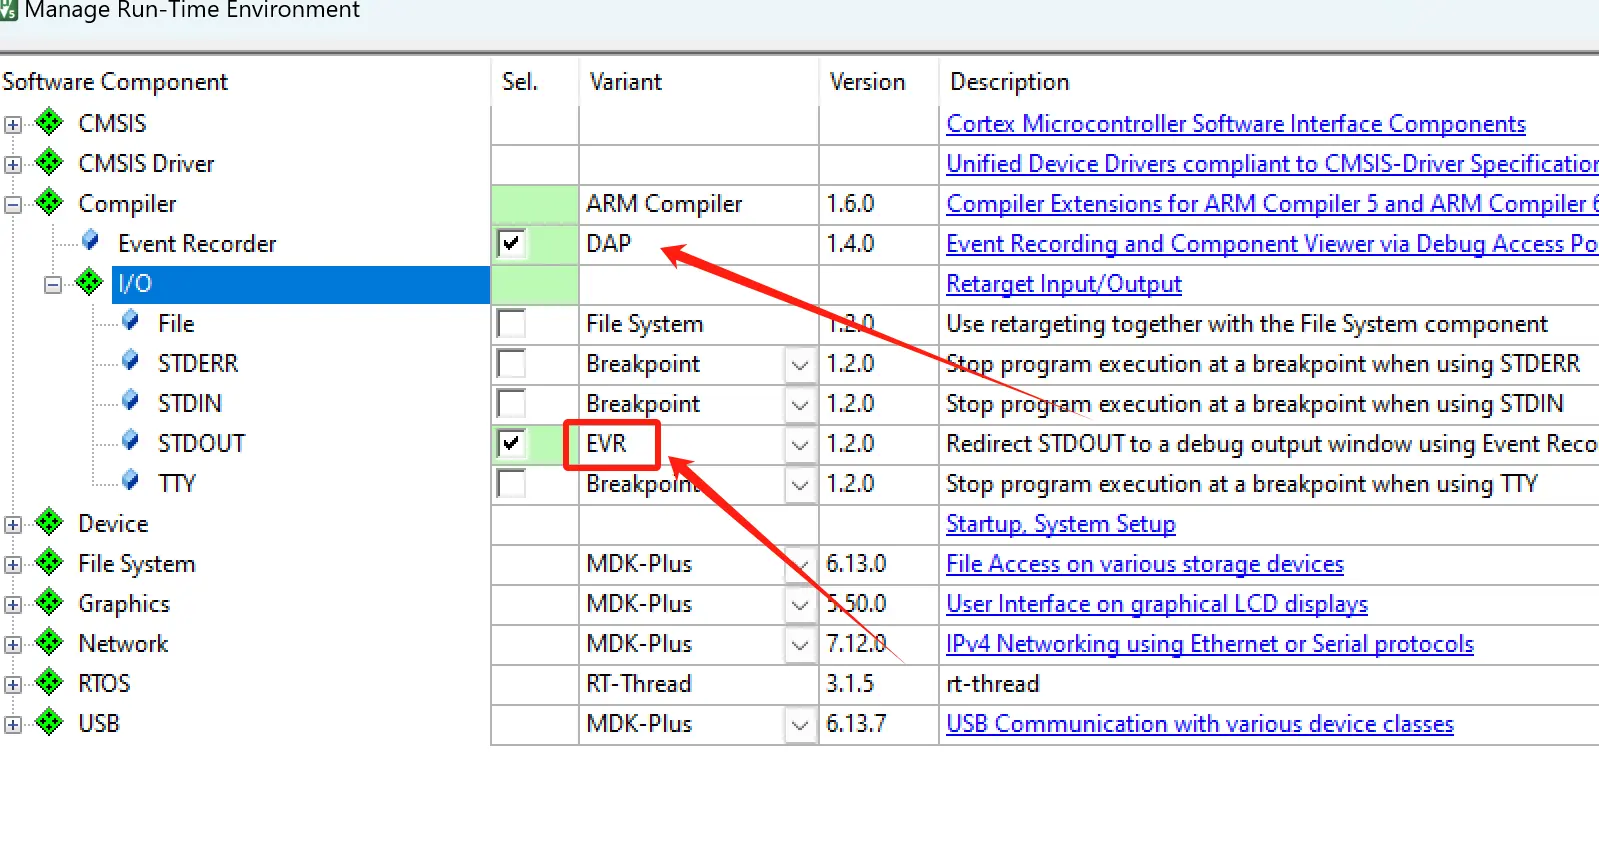 Manage Run-Time Environment
Software Component Sel. Variant Version Description
CMSIS Cortex Microcontroller Software Interface Components
CMSIS Driver Unified Device Drivers compliant to CMSIS-Driver Specification
Compiler ARM Compiler 1.6.0 Compiler Extensions for ARM Compiler 5 and ARM Compiler 6
Event Recorder DAP 1.4.0 Event Recording and Component Viewer via Debug Access Po
I/O Retarget Input/Output
File File System 1.2.0 Use retargeting together with the File System component
STDERR Breakpoint 1.2.0 Stop program execution at a breakpoint when using STDERR
STDIN Breakpoint 1.2.0 Stop program execution at a breakpoint when using STDIN
STDOUT EVR 1.2.0 Redirect STDOUT to a debug output window using Event Reco
TTY Breakpoint 1.2.0 Stop program execution at a breakpoint when using TTY
Device Startup, System Setup
File System MDK-Plus 6.13.0 File Access on various storage devices
Graphics MDK-Plus 5.50.0 User Interface on graphical LCD displays
Network MDK-Plus 7.12.0 IPv4 Networking using Ethernet or Serial protocols
RTOS RT-Thread 3.1.5 rt-thread
USB MDK-Plus 6.13.7 USB Communication with various device classes